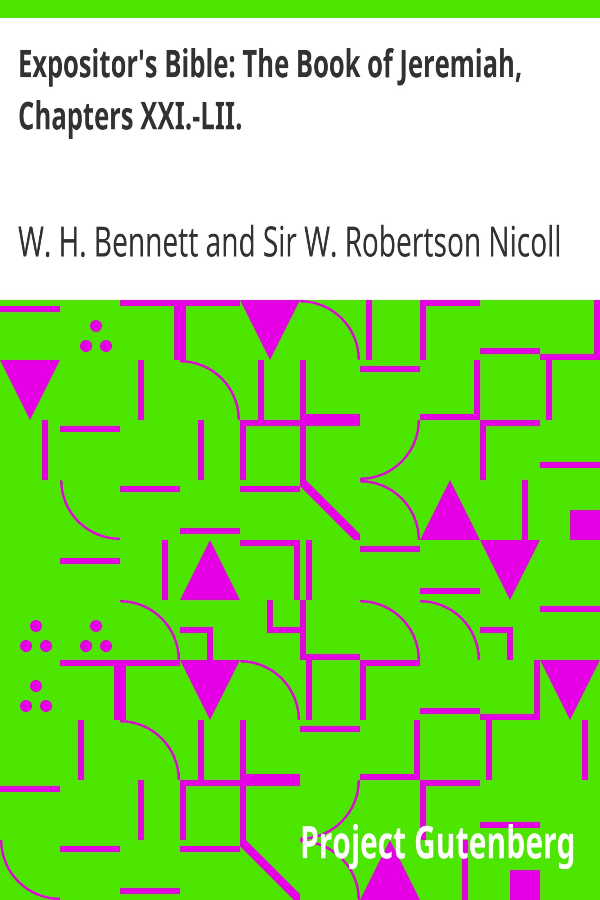 Expositor's Bible: The Book of Jeremiah,
Chapters XXI.-LII.
W. H. Bennett and Sir W. Robertson Nicoll
Project Gutenberg